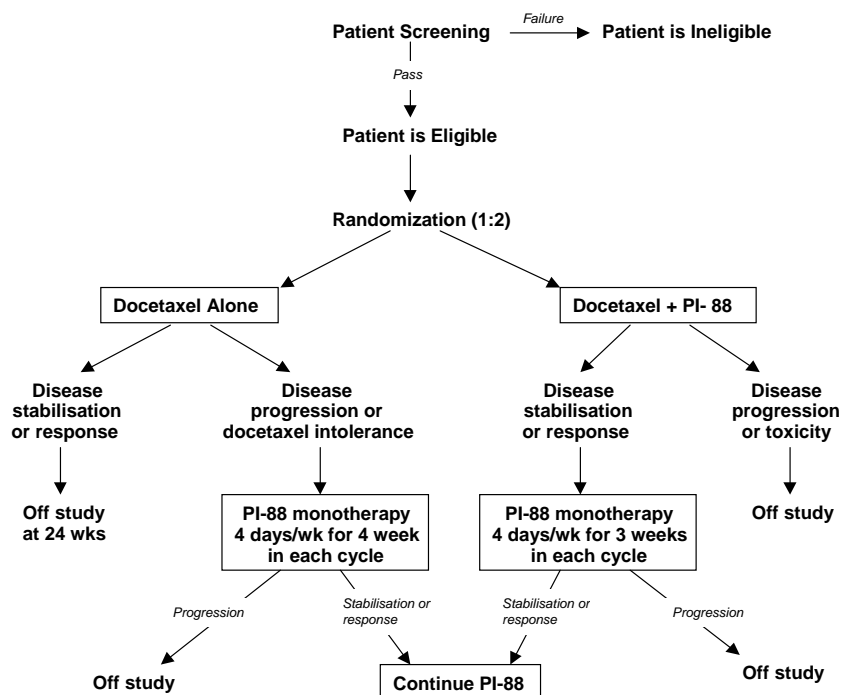 Patient Screening
Failure
Patient is Ineligible
Pass
Patient is Eligible
Randomization (1:2)
Docetaxel Alone
Docetaxel + PI- 88
Disease
stabilisation
or response
Disease
progression or
docetaxel intolerance
Disease
stabilisation
or response
Disease
progression
or toxicity
Off study
at 24 wks
PI-88 monotherapy
4 days/wk for 4 week
in each cycle
PI-88 monotherapy
4 days/wk for 3 weeks
in each cycle
Off study
Progression
Stabilisation or
response
Stabilisation or
response
Progression
Off study
Continue PI-88
Off study